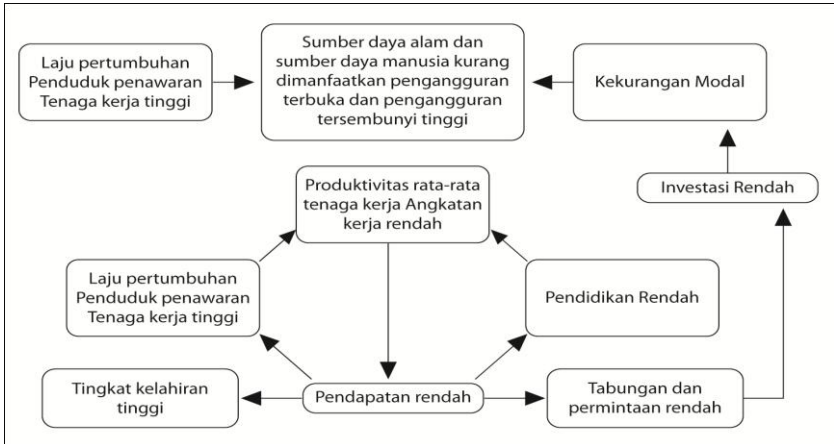 Laju pertumbuhan
Penduduk penawaran
Tenaga kerja tinggi
Sumber daya alam dan
sumber daya manusia kurang
dimanfaatkan pengangguran
terbuka dan pengangguran
tersembunyi tinggi
Kekurangan Modal
Investasi Rendah
Produktivitas rata-rata
tenaga kerja Angkatan
kerja rendah
Laju pertumbuhan
Penduduk penawaran
Tenaga kerja tinggi
Pendidikan Rendah
Tingkat kelahiran
tinggi
Pendapatan rendah
Tabungan dan
permintaan rendah